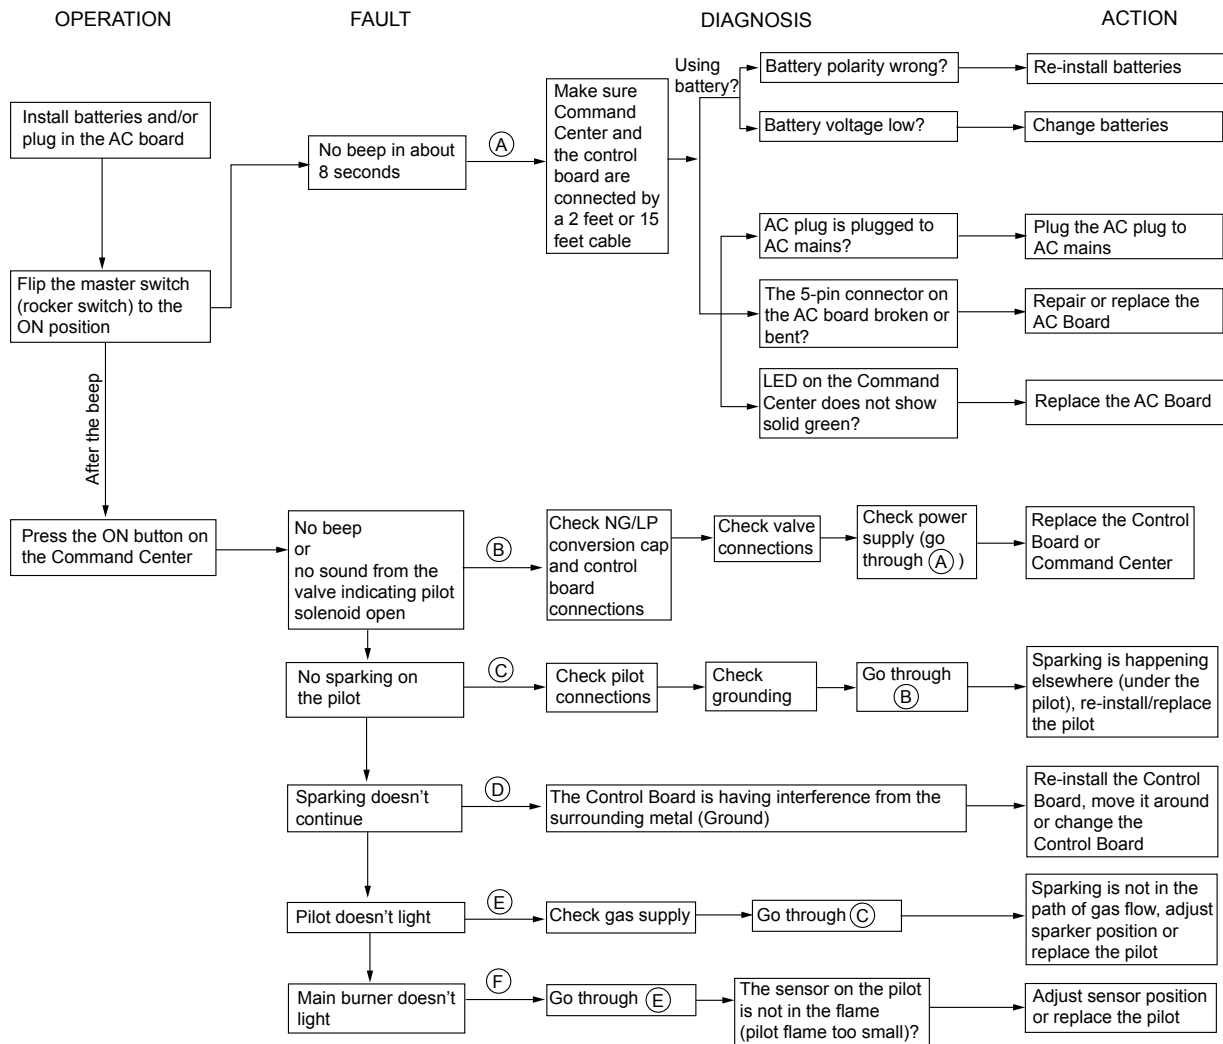 OPERATION
FAULT
DIAGNOSIS
ACTION
Install batteries and/or
plug in the AC board
Flip the master switch
(rocker switch) to the
ON position
After the beep
Press the ON button on
the Command Center
No beep in about
8 seconds
A
Make sure
Command
Center and
the control
board are
connected by
a 2 feet or 15
feet cable
Using
battery?
Battery polarity wrong?
Re-install batteries
Battery voltage low?
Change batteries
AC plug is plugged to
AC mains?
Plug the AC plug to
AC mains
The 5-pin connector on
the AC board broken or
bent?
Repair or replace the
AC Board
LED on the Command
Center does not show
solid green?
Replace the AC Board
No beep
or
no sound from the
valve indicating pilot
solenoid open
B
Check NG/LP
conversion cap
and control
board
connections
Check valve
connections
Check power
supply (go
through A )
Replace the Control
Board or
Command Center
No sparking on
the pilot
C
Check pilot
connections
Check
grounding
Go through
B
Sparking is happening
elsewhere (under the
pilot), re-install/replace
the pilot
Sparking doesn't
continue
D
The Control Board is having interference from the
surrounding metal (Ground)
Re-install the Control
Board, move it around
or change the
Control Board
Pilot doesn't light
E
Check gas supply
Go through C
Sparking is not in the
path of gas flow, adjust
sparker position or
replace the pilot
Main burner doesn't
light
F
Go through E
The sensor on the pilot
is not in the flame
(pilot flame too small)?
Adjust sensor position
or replace the pilot